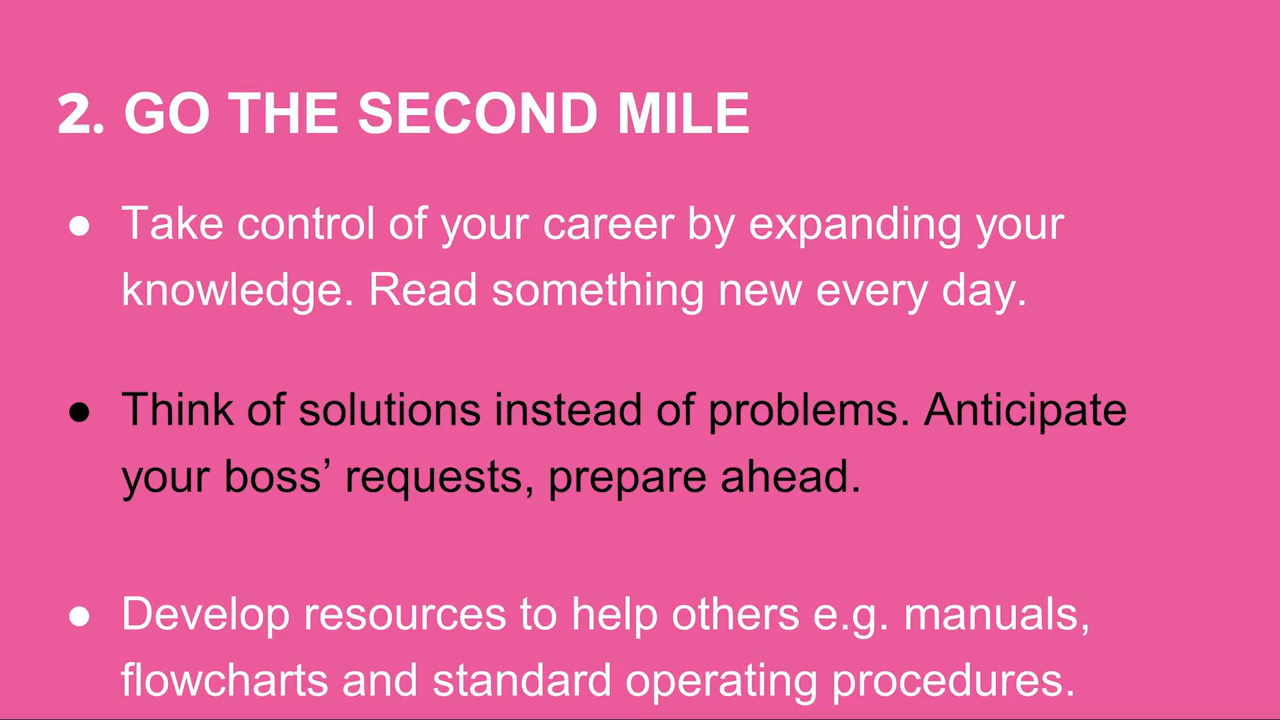 2. GO THE SECOND MILE
● Take control of your career by expanding your
knowledge. Read something new every day.
● Think of solutions instead of problems. Anticipate
your boss’ requests, prepare ahead.
● Develop resources to help others e.g. manuals,
flowcharts and standard operating procedures.